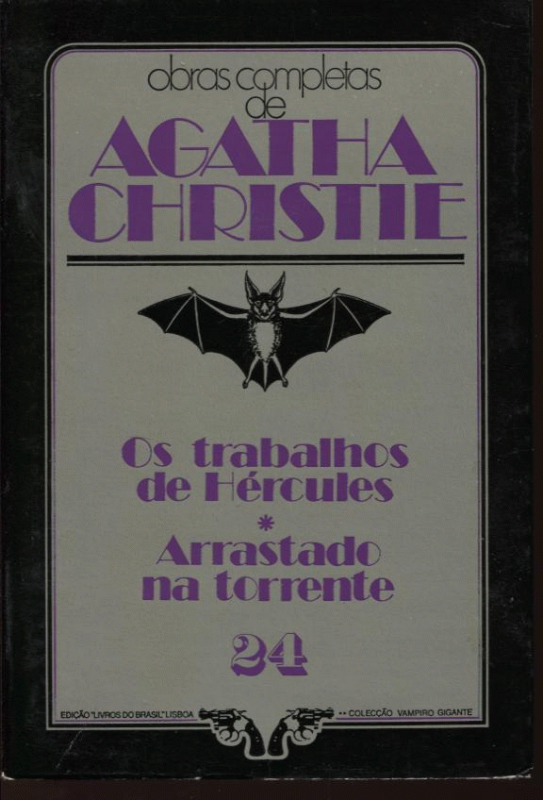 obras completas
de
AGATHA
CHRISTIE
Os trabalhos
de Hércules
*
Arrastado
na torrente
24
EDIÇÃO "LIVROS DO BRASIL" LISBOA
** COLECÇÃO VAMPIRO GIGANTE